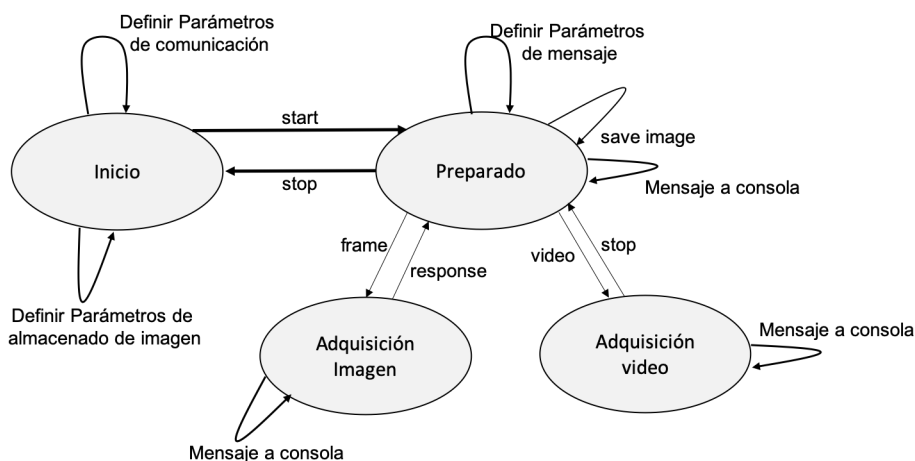 Definir Parámetros
de comunicación
Definir Parámetros
de mensaje
start
save image
Inicio
Preparado
stop
Mensaje a consola
frame
response
video
stop
Definir Parámetros de
almacenado de imagen
Adquisición
Imagen
Adquisición
video
Mensaje a consola
Mensaje a consola